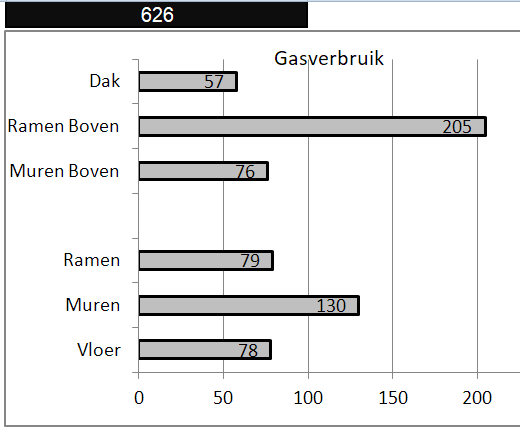 626
Gasverbruik
Dak 57
Ramen Boven 205
Muren Boven 76
Ramen 79
Muren 130
Vloer 78
0 50 100 150 200